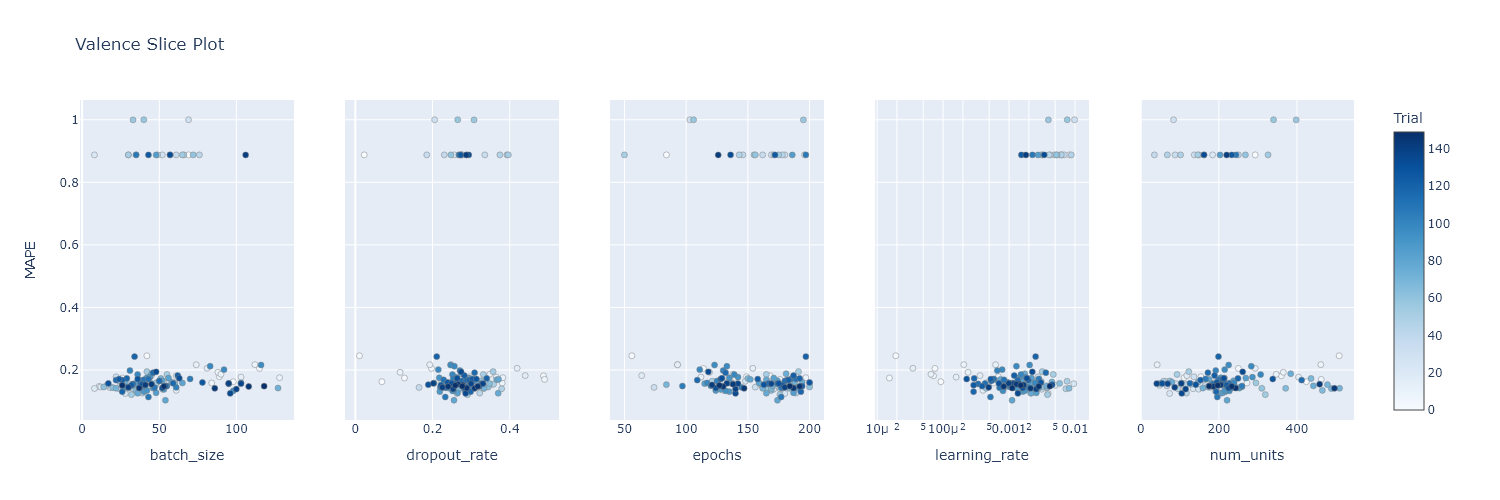 Valence Slice Plot
Trial
MAPE
1
0.8
0.6
0.4
0.2
0 50 100
0 0.2 0.4
50 100 150 200
10μ 2 5 100μ 2 5 0.001 2 5 0.01
0 200 400
batch_size
dropout_rate
epochs
learning_rate
num_units
140
120
100
80
60
40
20
0